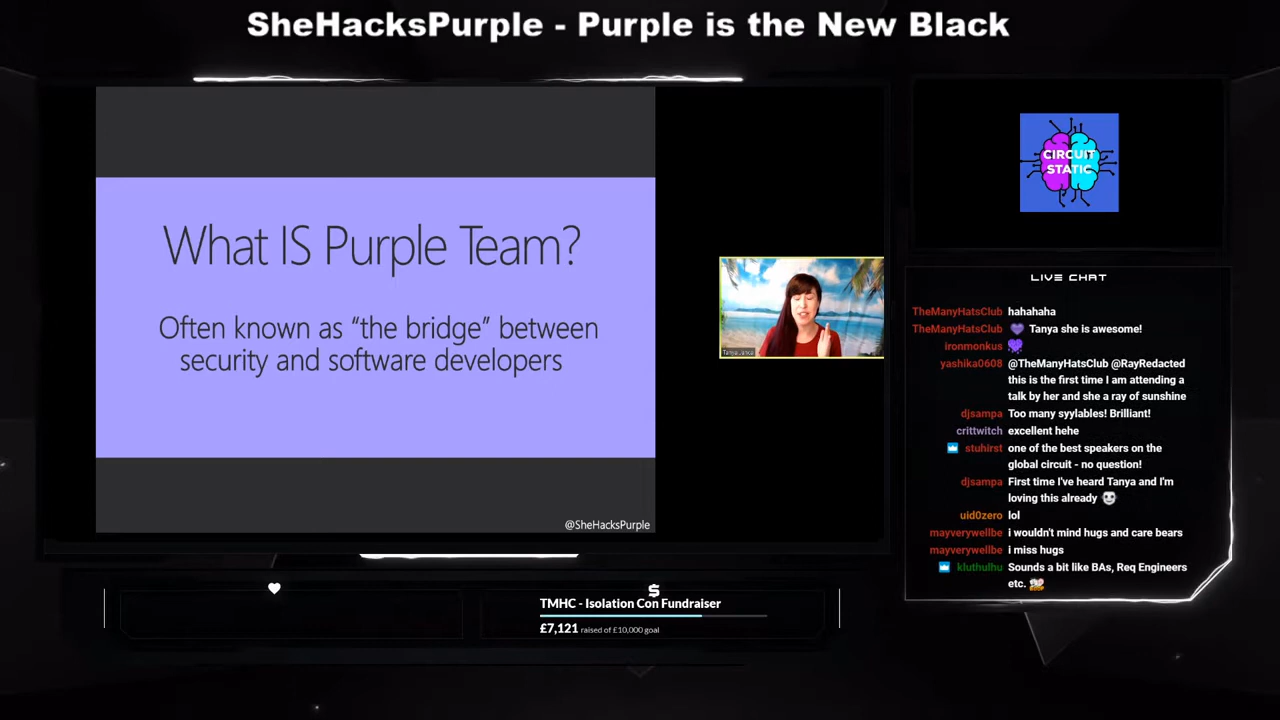 SheHacksPurple - Purple is the New Black
What IS Purple Team?
Often known as “the bridge” between
security and software developers
@SheHacksPurple
CIRCUIT
STATIC
LIVE CHAT
TheManyHatsClub hahahaha
TheManyHatsClub Tanya she is awesome!
ironmonkus
yashika0608 @TheManyHatsClub @RayRedacted
this is the first time I am attending a
talk by her and she a ray of sunshine
djsampa Too many syylables! Brilliant!
crittwitch excellent hehe
stuhirst one of the best speakers on the
global circuit - no question!
djsampa First time I've heard Tanya and I'm
loving this already
uid0zero lol
mayverywellbe i wouldn't mind hugs and care bears
mayverywellbe i miss hugs
kluthulhu Sounds a bit like BAs, Req Engineers
etc.
TMHC - Isolation Con Fundraiser
£7,121 raised of £10,000 goal